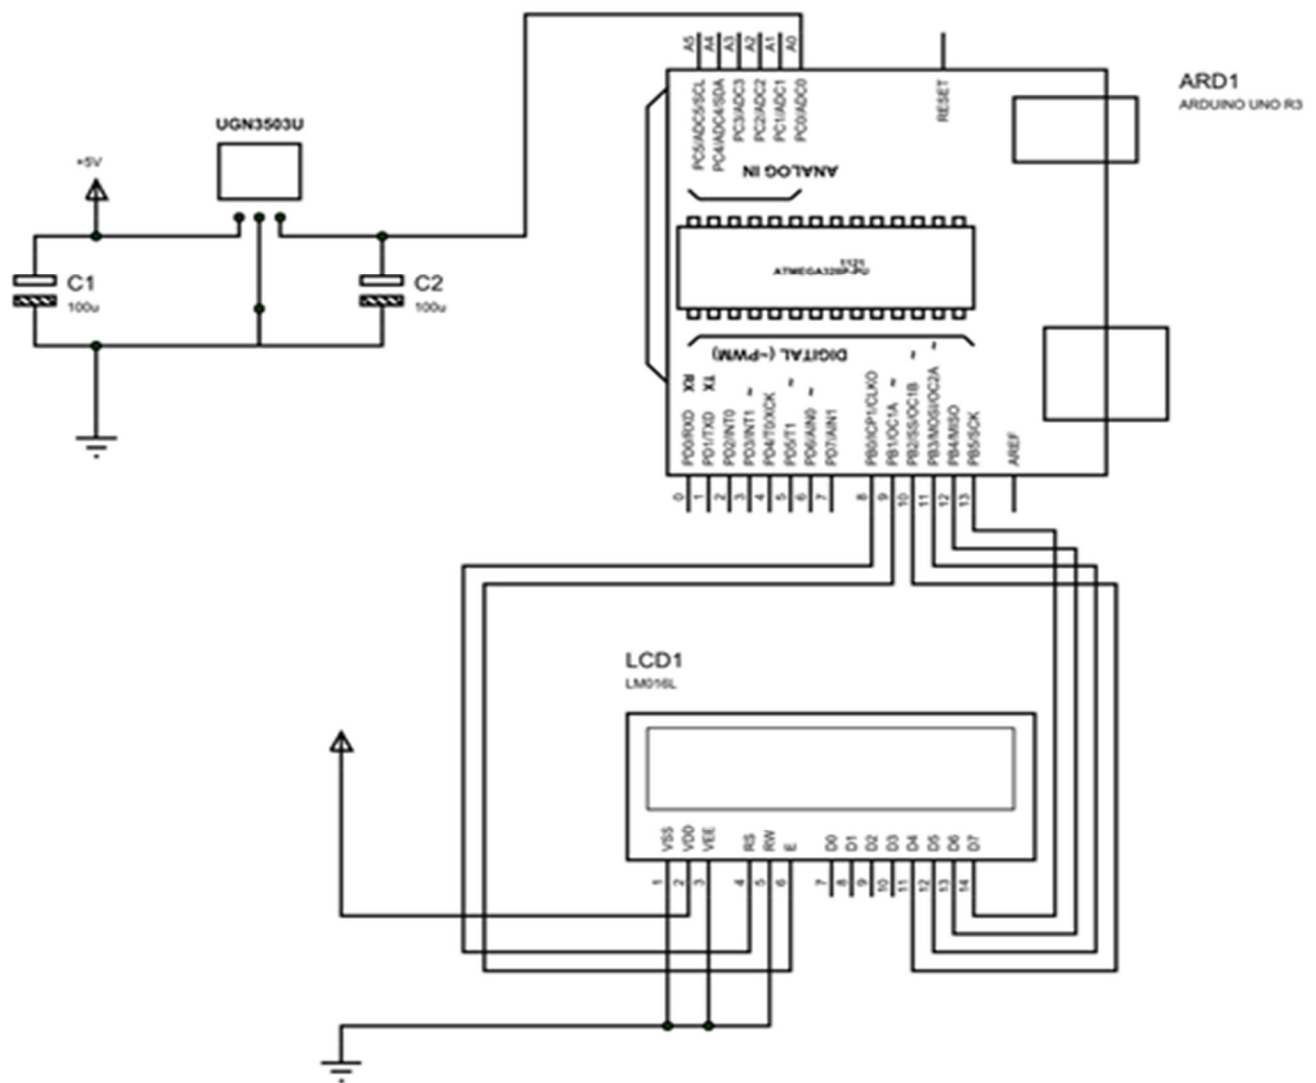 UGN3503U
+5V
C1
100u
C2
100u
ARD1
ARDUINO UNO R3
A5
A4
A3
A2
A1
A0
RESET
PC5/ADC5/SCL
PC4/ADC4/SDA
PC3/ADC3
PC2/ADC2
PC1/ADC1
PC0/ADC0
ANALOG IN
1121
ATMEGA328P-PU
DIGITAL (~PWM)
RX
TX
~
~
~
~
~
~
PD0/RXD
PD1/TXD
PD2/INT0
PD3/INT1
PD4/T0/XCK
PD5/T1
PD6/AIN0
PD7/AIN1
PB0/ICP1/CLKO
PB1/OC1A
PB2/SS/OC1B
PB3/MOSI/OC2A
PB4/MISO
PB5/SCK
AREF
0
1
2
3
4
5
6
7
8
9
10
11
12
13
LCD1
LM016L
VSS
VDD
VEE
RS
RW
E
D0
D1
D2
D3
D4
D5
D6
D7
1
2
3
4
5
6
7
8
9
10
11
12
13
14